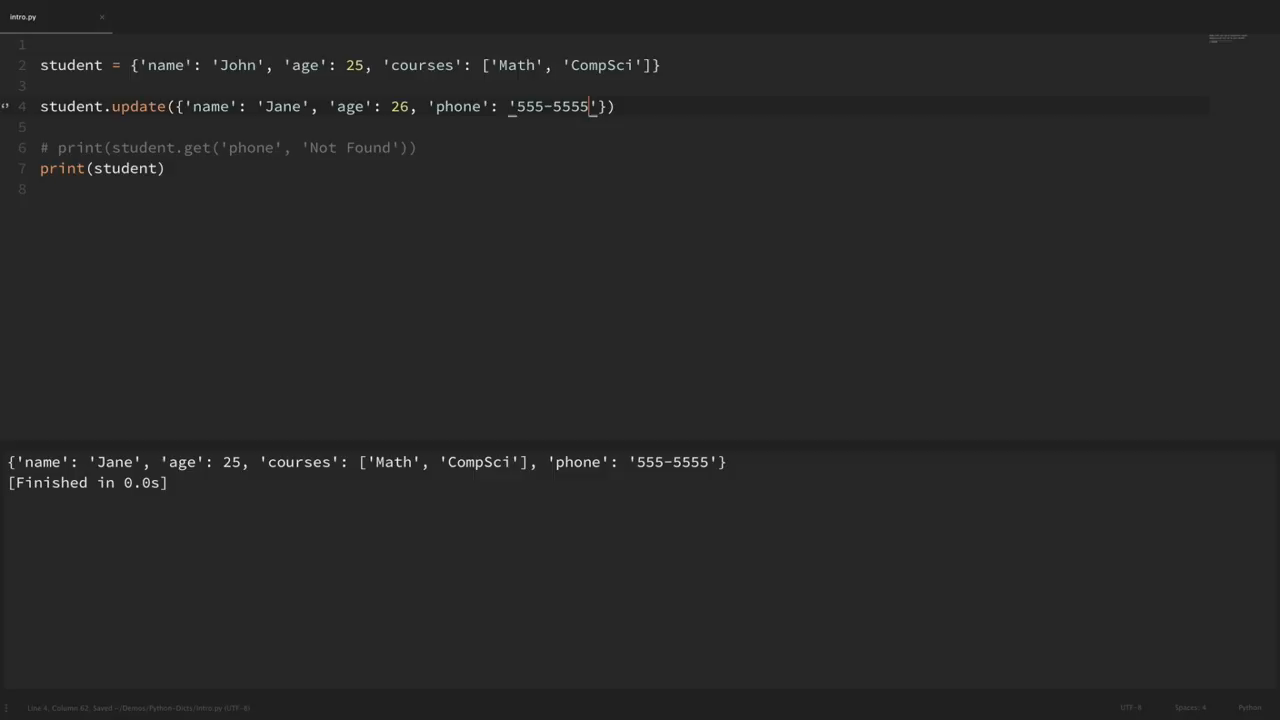 intro.py ×
1
2 student = {'name': 'John', 'age': 25, 'courses': ['Math', 'CompSci']}
3
4 student.update({'name': 'Jane', 'age': 26, 'phone': '555-5555'})
5
6 # print(student.get('phone', 'Not Found'))
7 print(student)
8
{'name': 'Jane', 'age': 25, 'courses': ['Math', 'CompSci'], 'phone': '555-5555'}
[Finished in 0.0s]
Line 4, Column 62, Saved ~/Demos/Python-Dicts/intro.py (UTF-8) UTF-8 Spaces: 4 Python